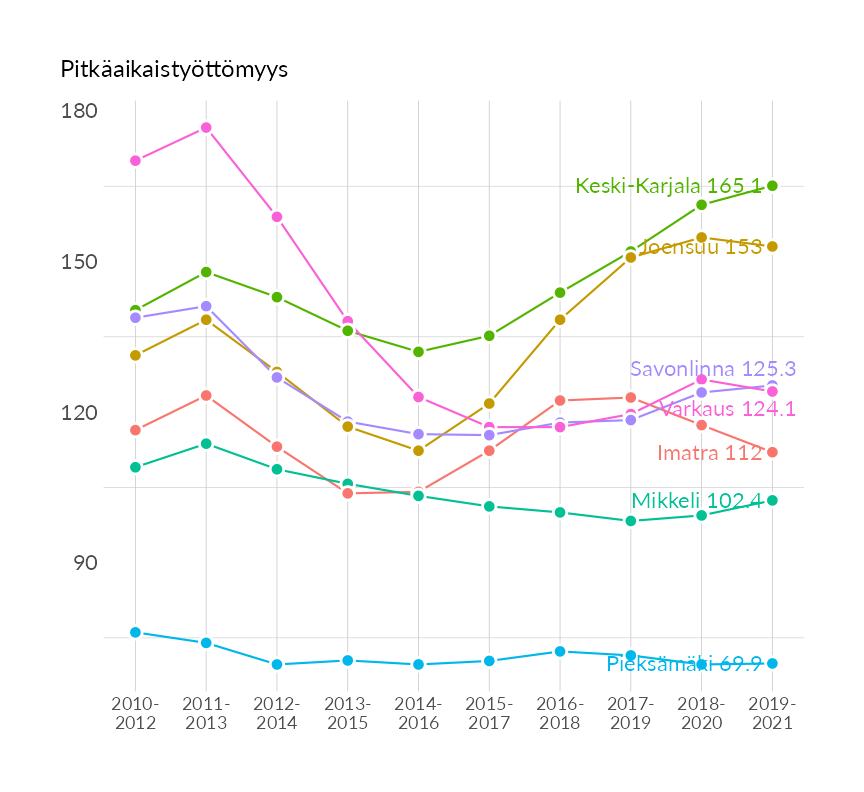 Pitkäaikaistyöttömyys
180
Keski-Karjala 165.1
Joensuu 153
150
Savonlinna 125.3
Varkaus 124.1
120
Imatra 112
Mikkeli 102.4
90
Pieksämäki 69.9
2010- 2011- 2012- 2013- 2014- 2015- 2016- 2017- 2018- 2019-
2012 2013 2014 2015 2016 2017 2018 2019 2020 2021